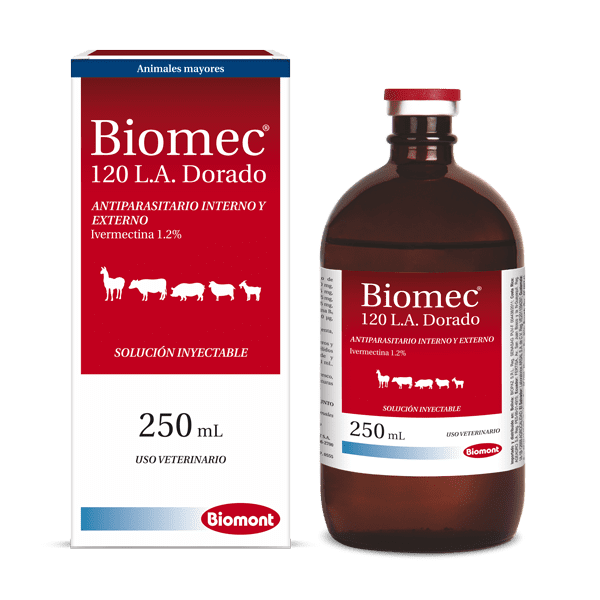 Animales mayores
Biomec®
120 L.A. Dorado
ANTIPARASITARIO INTERNO Y
EXTERNO
Ivermectina 1.2%
SOLUCIÓN INYECTABLE
250 mL
USO VETERINARIO
Biomont
Biomec®
120 L.A. Dorado
ANTIPARASITARIO INTERNO Y EXTERNO
Ivermectina 1.2%
SOLUCIÓN INYECTABLE
250 mL
USO VETERINARIO
Biomont